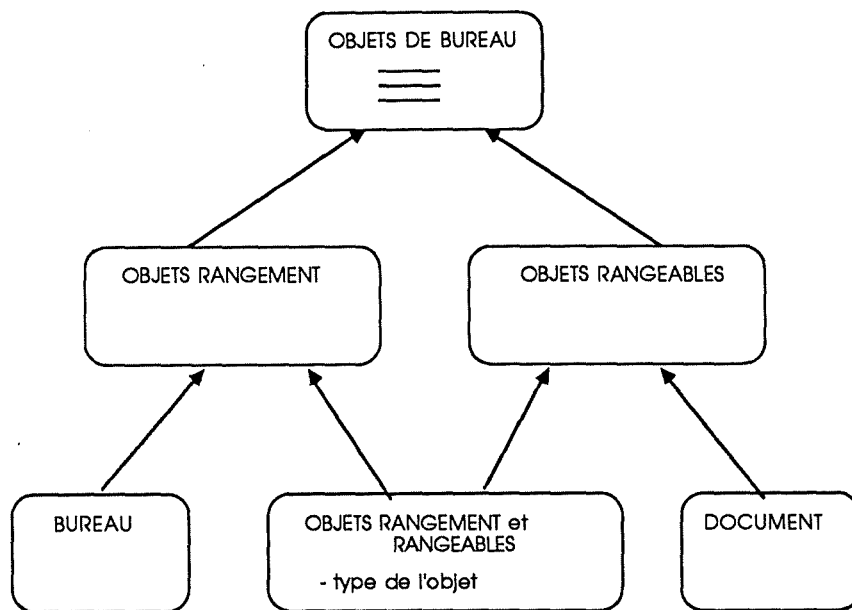 OBJETS DE BUREAU
OBJETS RANGEMENT
OBJETS RANGEABLES
BUREAU
OBJETS RANGEMENT et
RANGEABLES
- type de l'objet
DOCUMENT